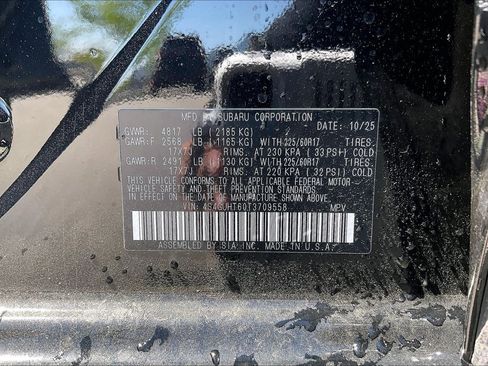 MFD BY SUBARU CORPORATION
GVWR: 4817 LB ( 2185 KG) DATE: 10/25
GAWR:F 2568 LB ( 1165 KG) WITH 225/60R17 TIRES,
17X7J RIMS, AT 230 KPA ( 33 PSI) COLD
GAWR:R 2491 LB ( 1130 KG) WITH 225/60R17 TIRES,
17X7J RIMS, AT 220 KPA ( 32 PSI) COLD
THIS VEHICLE CONFORMS TO ALL APPLICABLE FEDERAL MOTOR
VEHICLE SAFETY AND THEFT PREVENTION STANDARDS IN EFFECT
ON THE DATE OF MANUFACTURE SHOWN ABOVE.
VIN: 4S4GUHT60T3709558 MPV
ASSEMBLED BY SIA INC. MADE IN U.S.A.